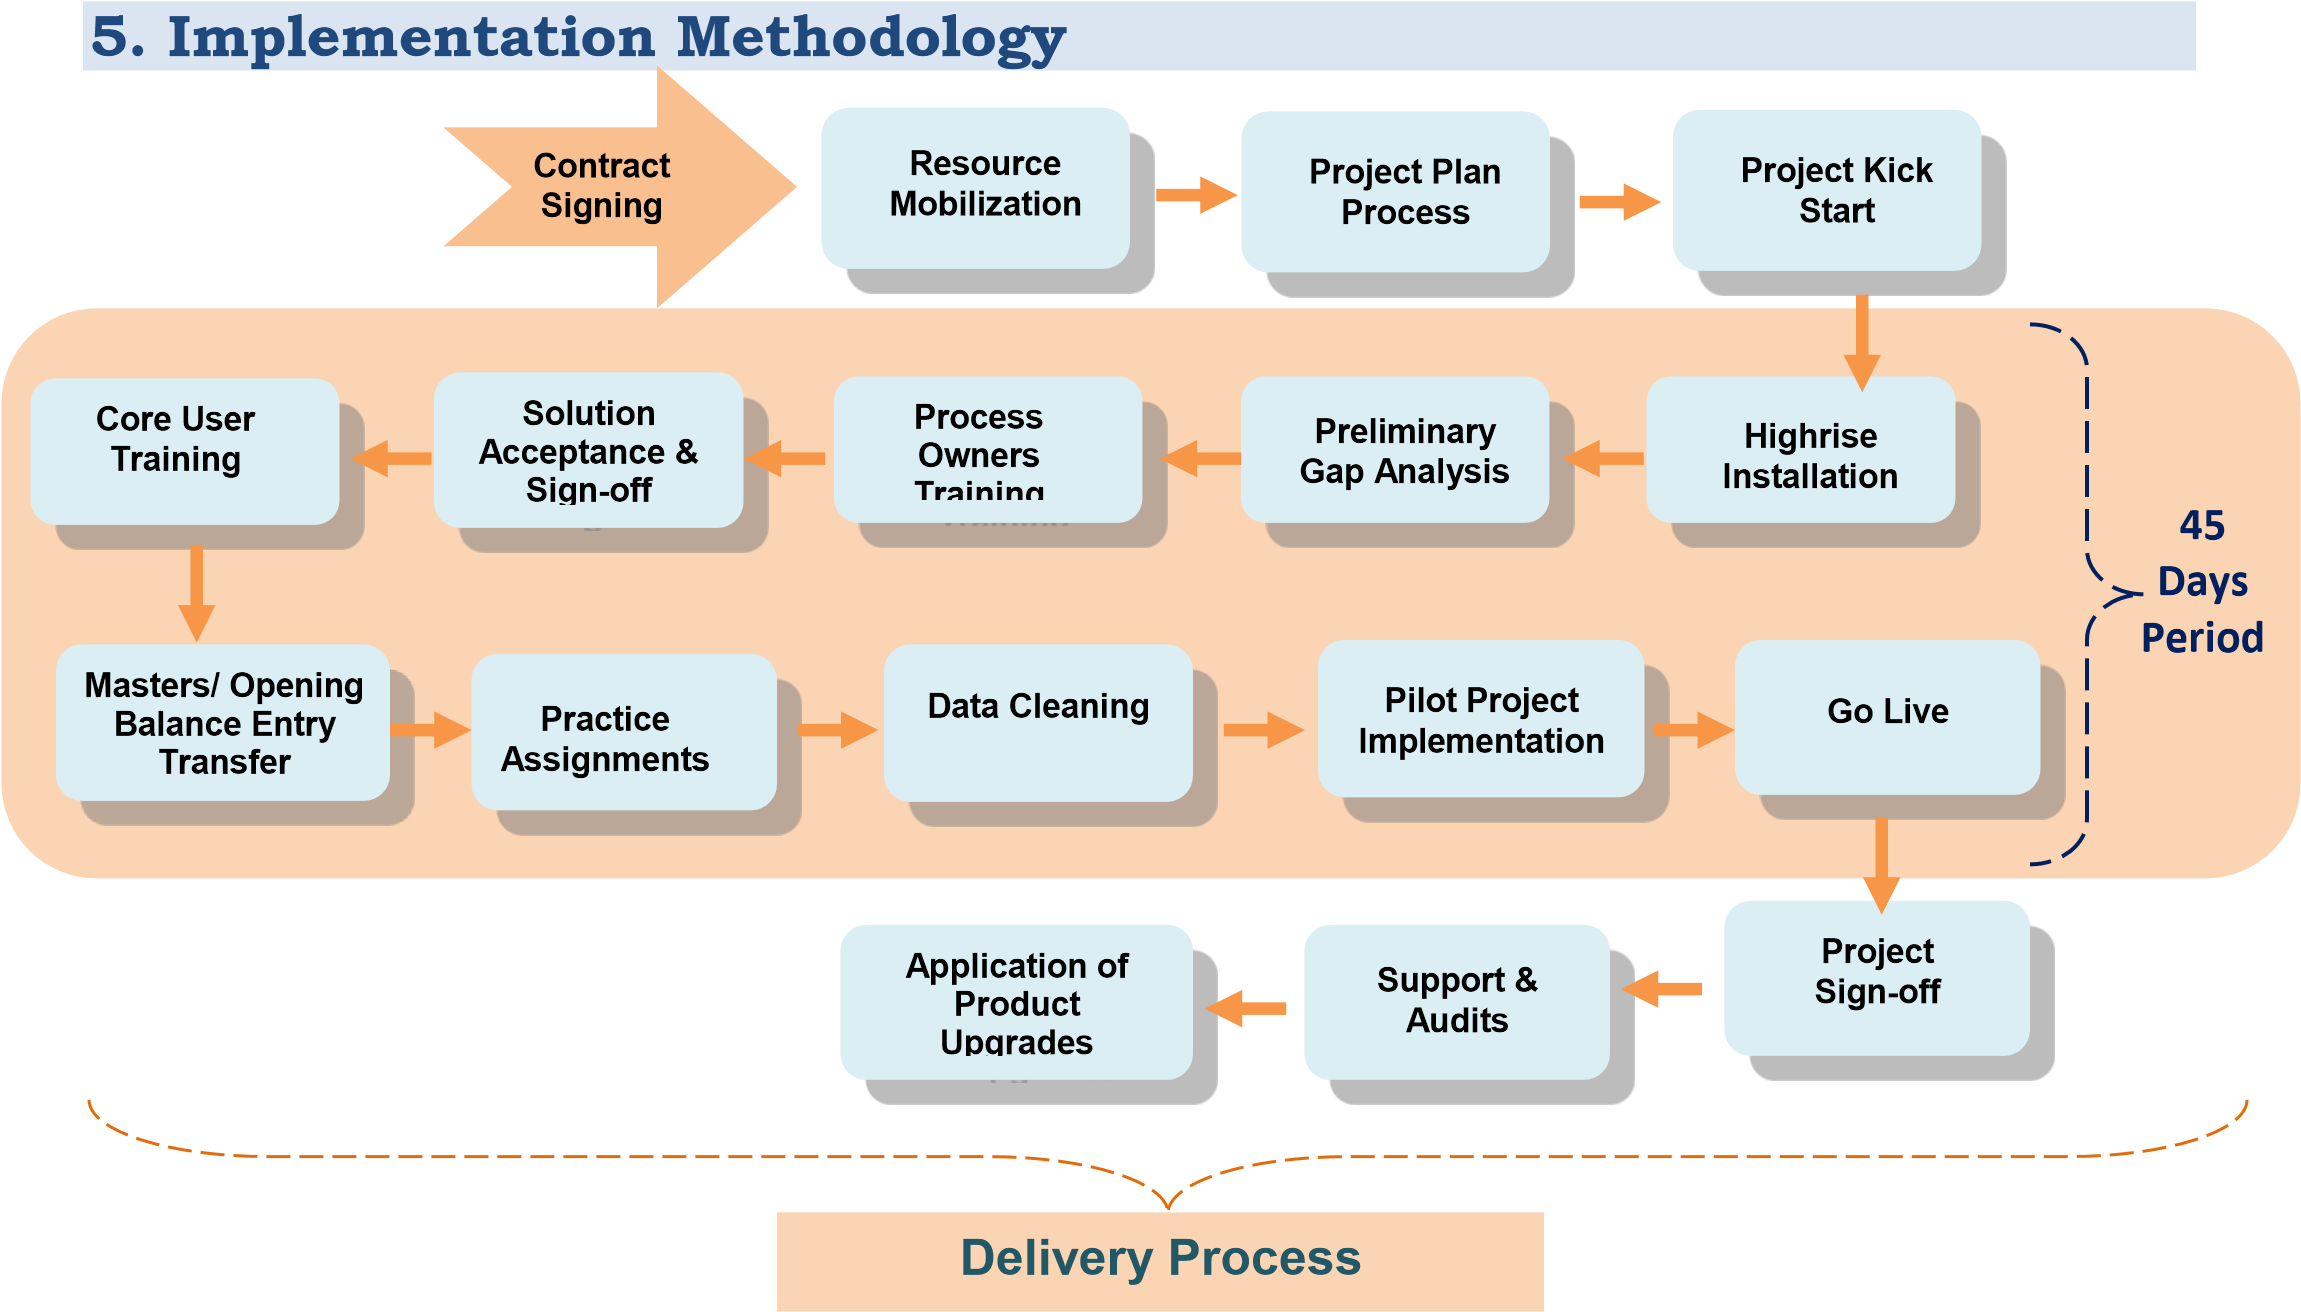 5. Implementation Methodology
Contract
Signing
Resource
Mobilization
Project Plan
Process
Project Kick
Start
Highrise
Installation
Preliminary
Gap Analysis
Process
Owners
Training
Solution
Acceptance &
Sign-off
Core User
Training
45
Days
Period
Masters/ Opening
Balance Entry
Transfer
Practice
Assignments
Data Cleaning
Pilot Project
Implementation
Go Live
Project
Sign-off
Support &
Audits
Application of
Product
Upgrades
Delivery Process